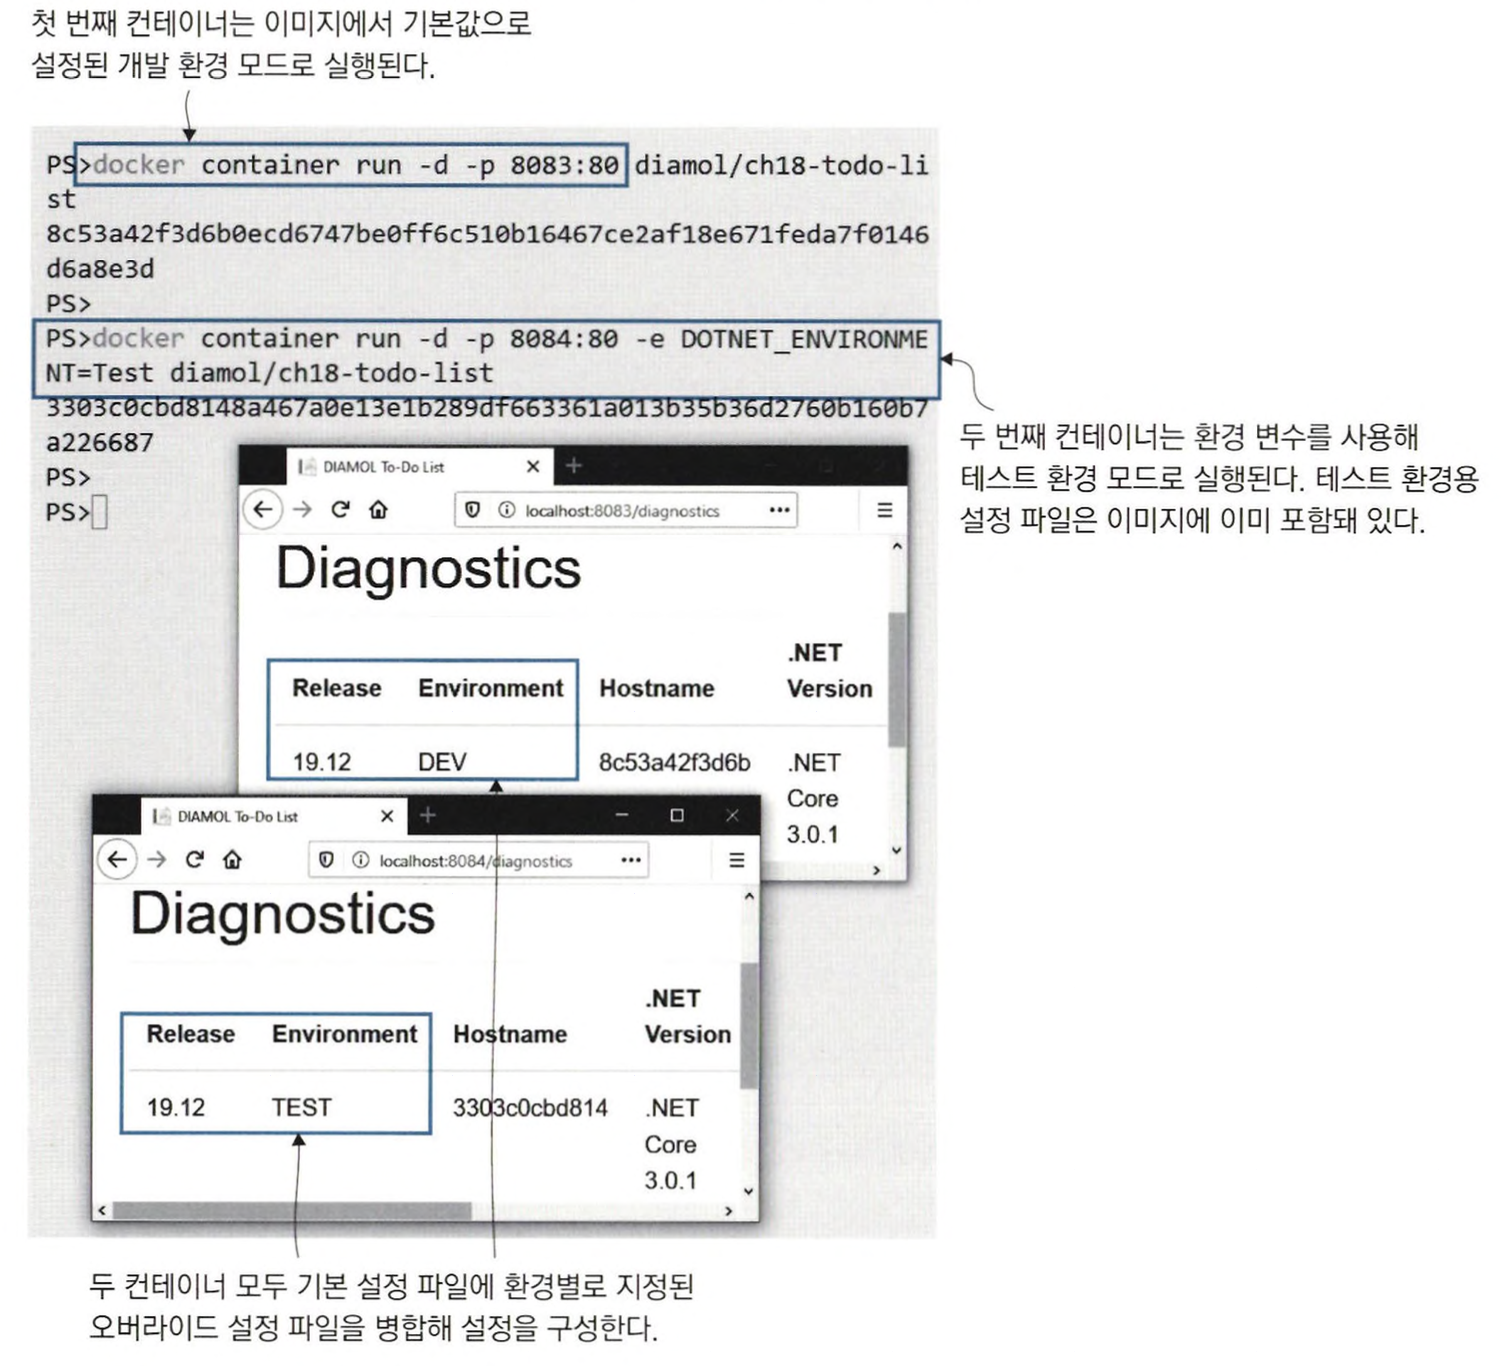 첫 번째 컨테이너는 이미지에서 기본값으로
설정된 개발 환경 모드로 실행된다.
PS>docker container run -d -p 8083:80 diamol/ch18-todo-li
st
8c53a42f3d6b0ecd6747be0ff6c510b16467ce2af18e671feda7f0146
d6a8e3d
PS>
PS>docker container run -d -p 8084:80 -e DOTNET_ENVIRONME
NT=Test diamol/ch18-todo-list
3303c0cbd8148a467a0e13e1b289df663361a013b35b36d2760b160b7
a226687
PS>
PS>
두 번째 컨테이너는 환경 변수를 사용해
테스트 환경 모드로 실행된다. 테스트 환경용
설정 파일은 이미지에 이미 포함돼 있다.
DIAMOL To-Do List
localhost:8083/diagnostics
Diagnostics
Release Environment Hostname .NET
Version
19.12 DEV 8c53a42f3d6b .NET
Core
3.0.1
DIAMOL To-Do List
localhost:8084/diagnostics
Diagnostics
Release Environment Hostname .NET
Version
19.12 TEST 3303c0cbd814 .NET
Core
3.0.1
두 컨테이너 모두 기본 설정 파일에 환경별로 지정된
오버라이드 설정 파일을 병합해 설정을 구성한다.